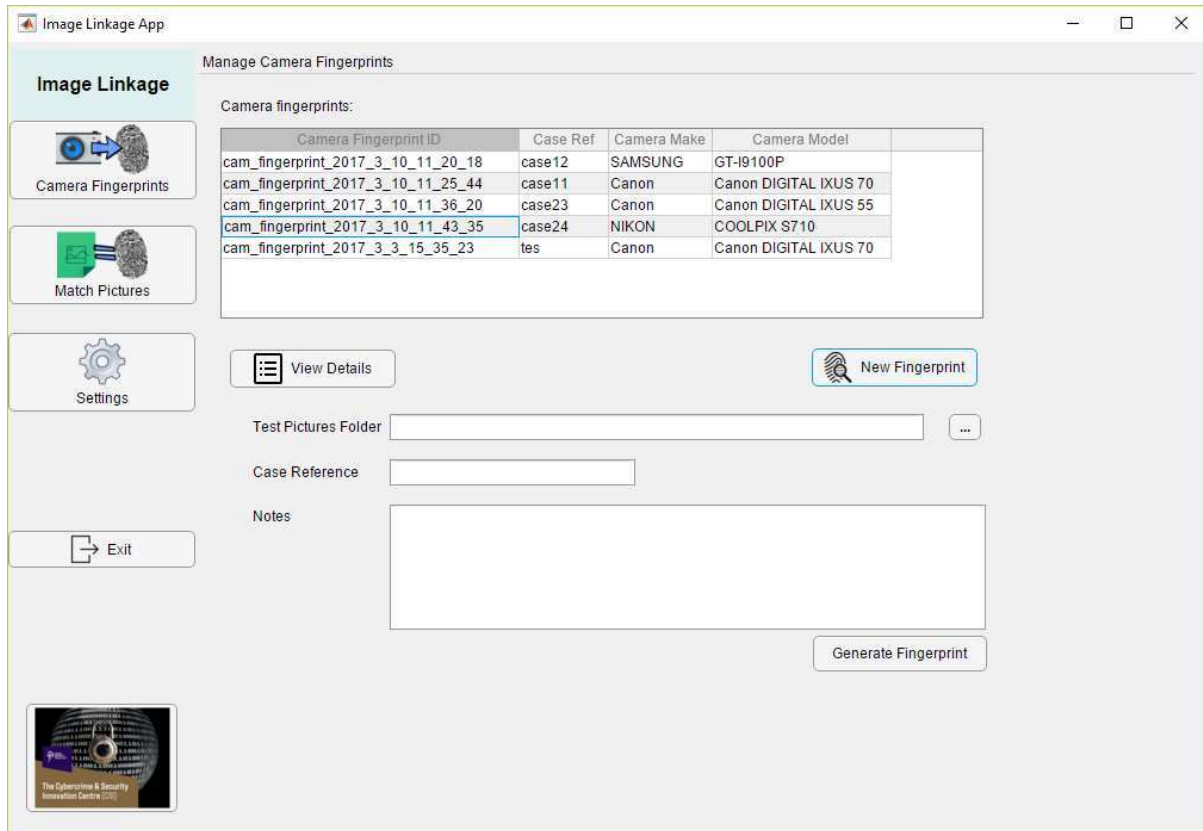 Image Linkage App
Image Linkage
Camera Fingerprints
Match Pictures
Settings
Exit
The Cybercrime & Security
Innovation Centre (CSI)
Manage Camera Fingerprints
Camera fingerprints:
Camera Fingerprint ID Case Ref Camera Make Camera Model
cam_fingerprint_2017_3_10_11_20_18 case12 SAMSUNG GT-I9100P
cam_fingerprint_2017_3_10_11_25_44 case11 Canon Canon DIGITAL IXUS 70
cam_fingerprint_2017_3_10_11_36_20 case23 Canon Canon DIGITAL IXUS 55
cam_fingerprint_2017_3_10_11_43_35 case24 NIKON COOLPIX S710
cam_fingerprint_2017_3_3_15_35_23 tes Canon Canon DIGITAL IXUS 70
View Details
New Fingerprint
Test Pictures Folder ...
Case Reference
Notes
Generate Fingerprint